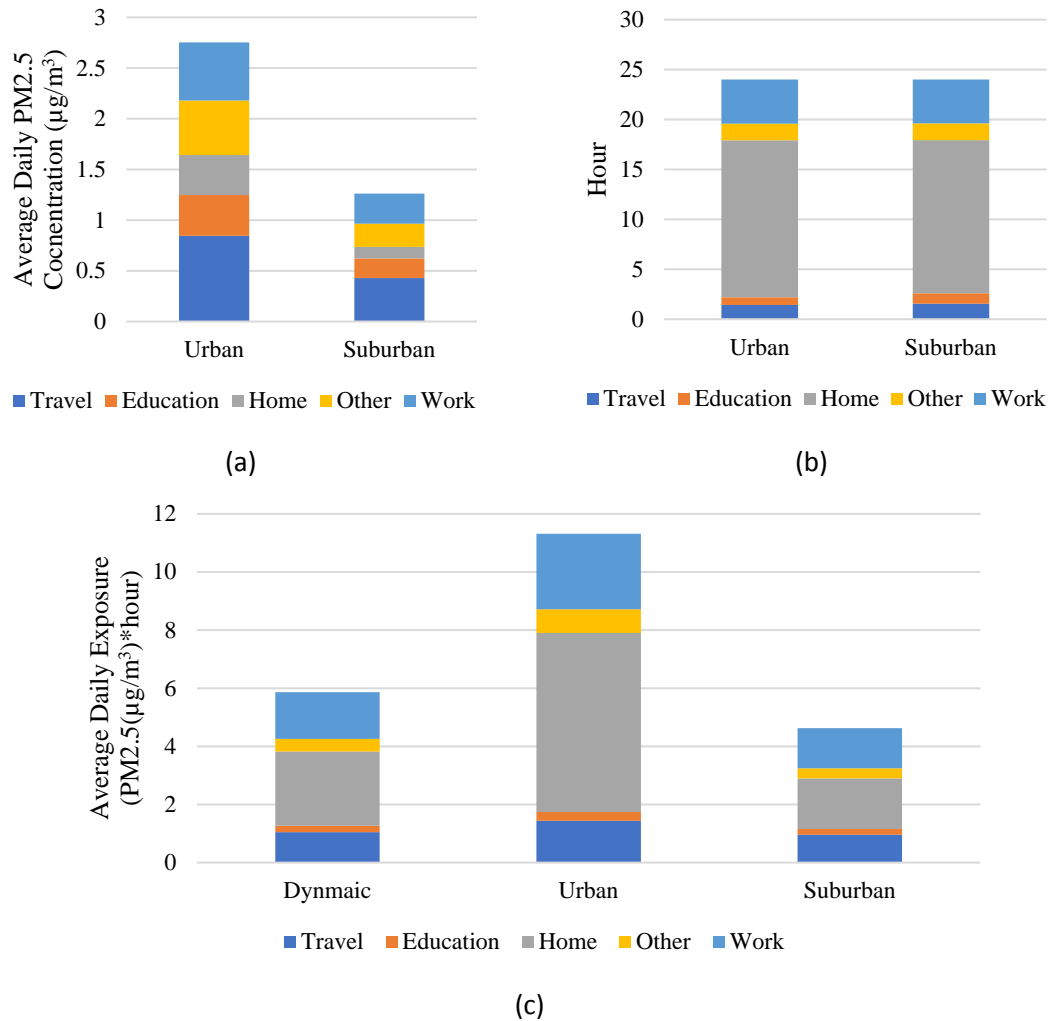 Average Daily PM2.5
Cocnentration (µg/m³)
3
2.5
2
1.5
1
0.5
0
Urban Suburban
Travel Education Home Other Work
(a)
Hour
30
25
20
15
10
5
0
Urban Suburban
Travel Education Home Other Work
(b)
Average Daily Exposure
(PM2.5(µg/m³)*hour)
12
10
8
6
4
2
0
Dynmaic Urban Suburban
Travel Education Home Other Work
(c)